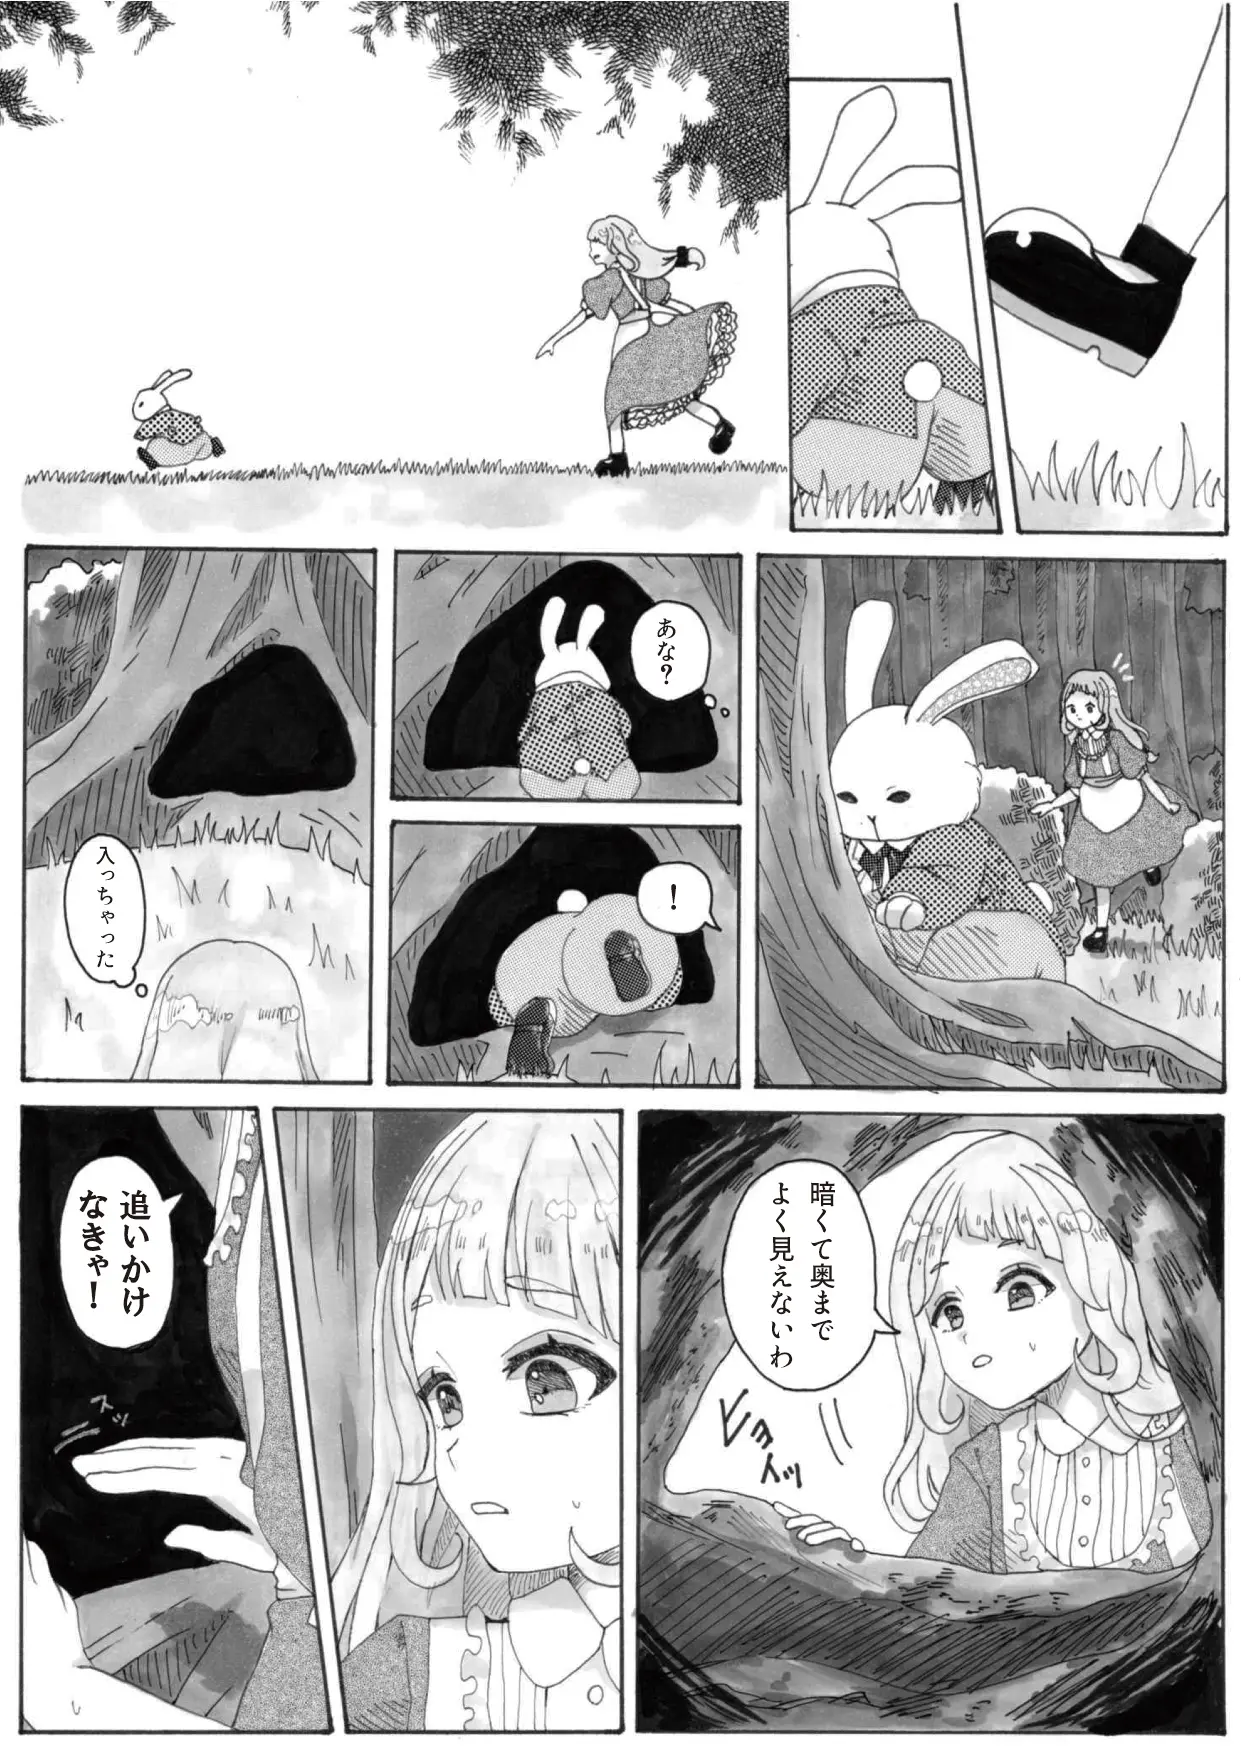 あな？
！
入っちゃった
暗くて奥まで
よく見えないわ
ヒョイッ
追いかけ
なきゃ！
スッ